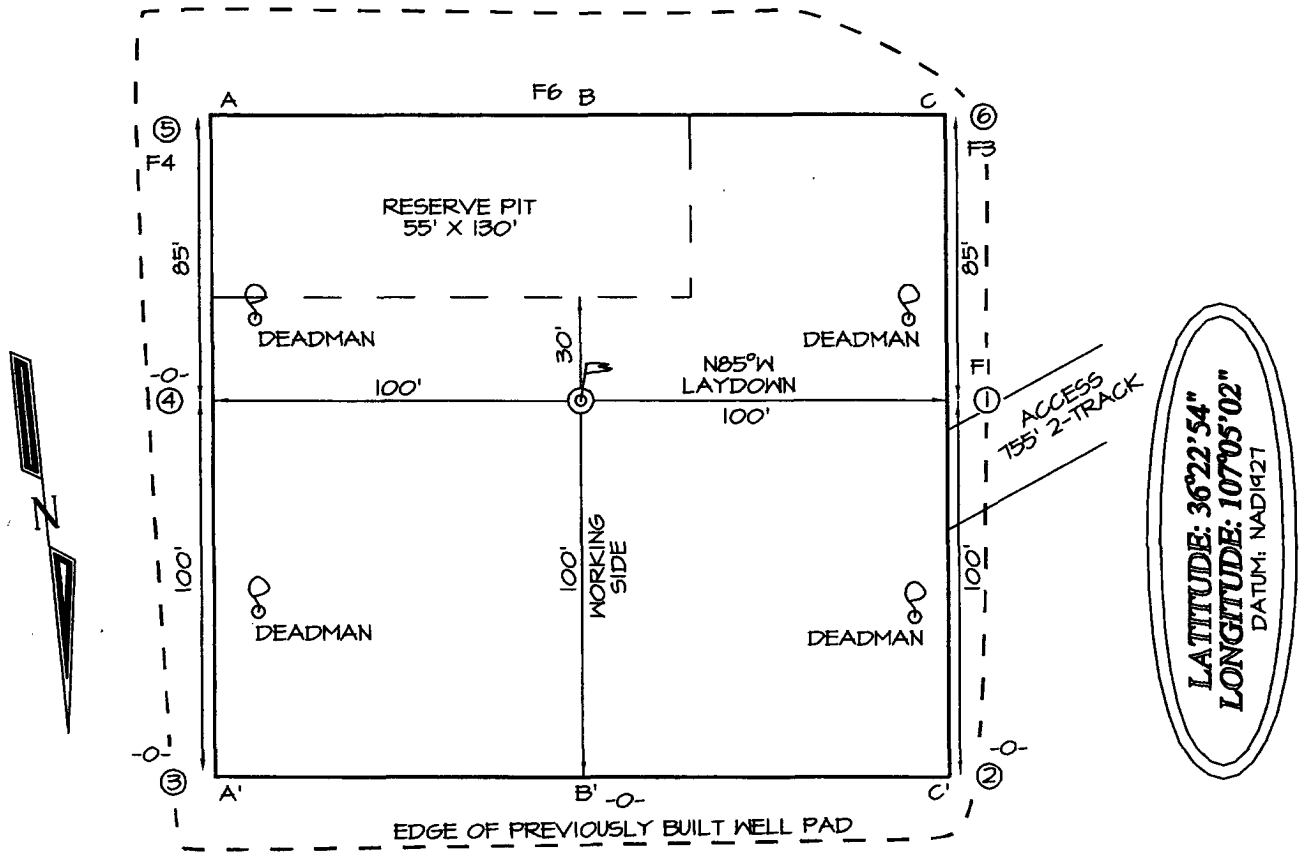 A
F6 B
C
⑤
⑥
F4
F3
RESERVE PIT
55' X 130'
85'
85'
DEADMAN
DEADMAN
30'
N85°W
LAYDOWN
F1
-0-
④
100'
100'
①
ACCESS
755' 2-TRACK
N
100'
100'
WORKING
SIDE
100'
DEADMAN
DEADMAN
-0-
-0-
③
②
A'
B' -0-
C'
EDGE OF PREVIOUSLY BUILT WELL PAD
LATITUDE: 36°22'54"
LONGITUDE: 107°05'02"
DATUM: NAD1927